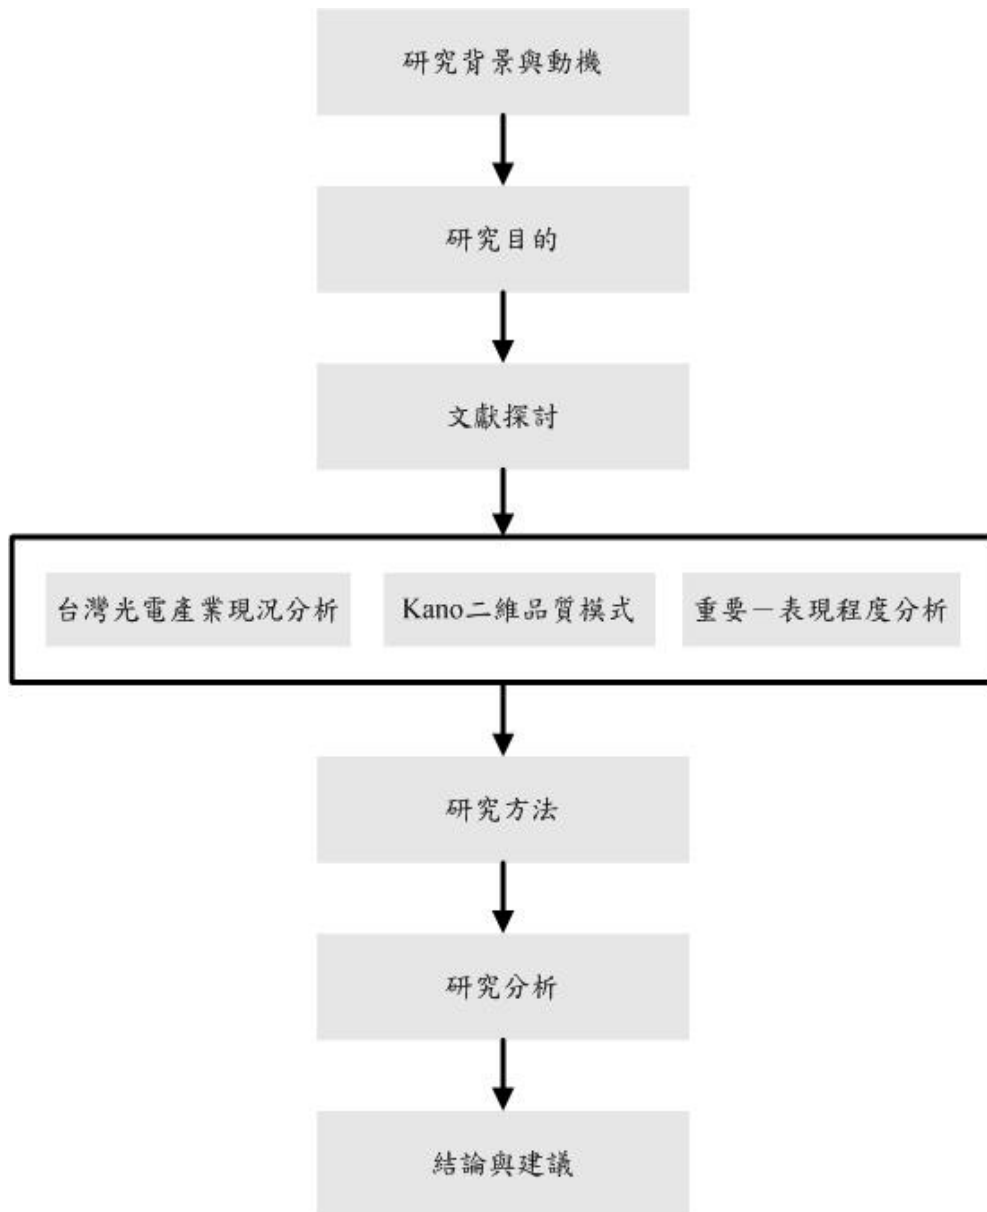 研究背景與動機
研究目的
文獻探討
台灣光電產業現況分析
Kano二維品質模式
重要－表現程度分析
研究方法
研究分析
結論與建議